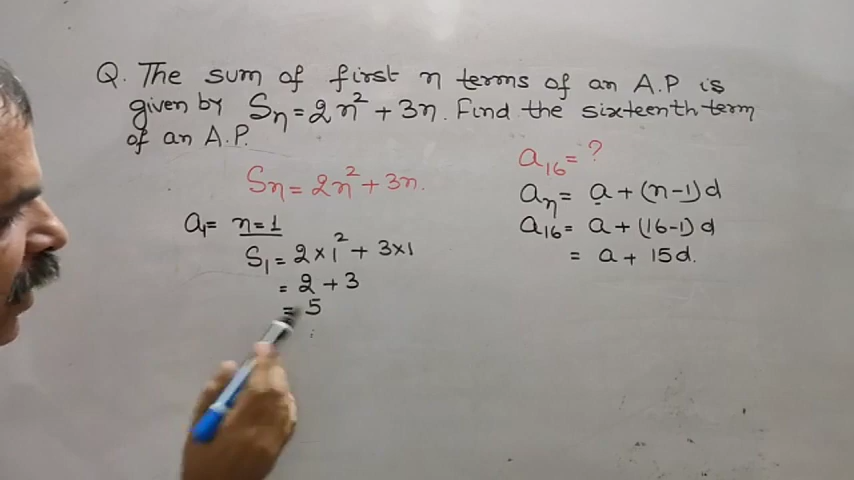 Q. The sum of first n terms of an A.P is
given by Sn = 2n² + 3n. Find the sixteenth term
of an A.P.
Sn = 2n² + 3n.
a₁= n=1
S₁ = 2×1² + 3×1
= 2 + 3
= 5
a₁₆ = ?
an = a + (n-1)d
a₁₆ = a + (16-1)d
= a + 15d.